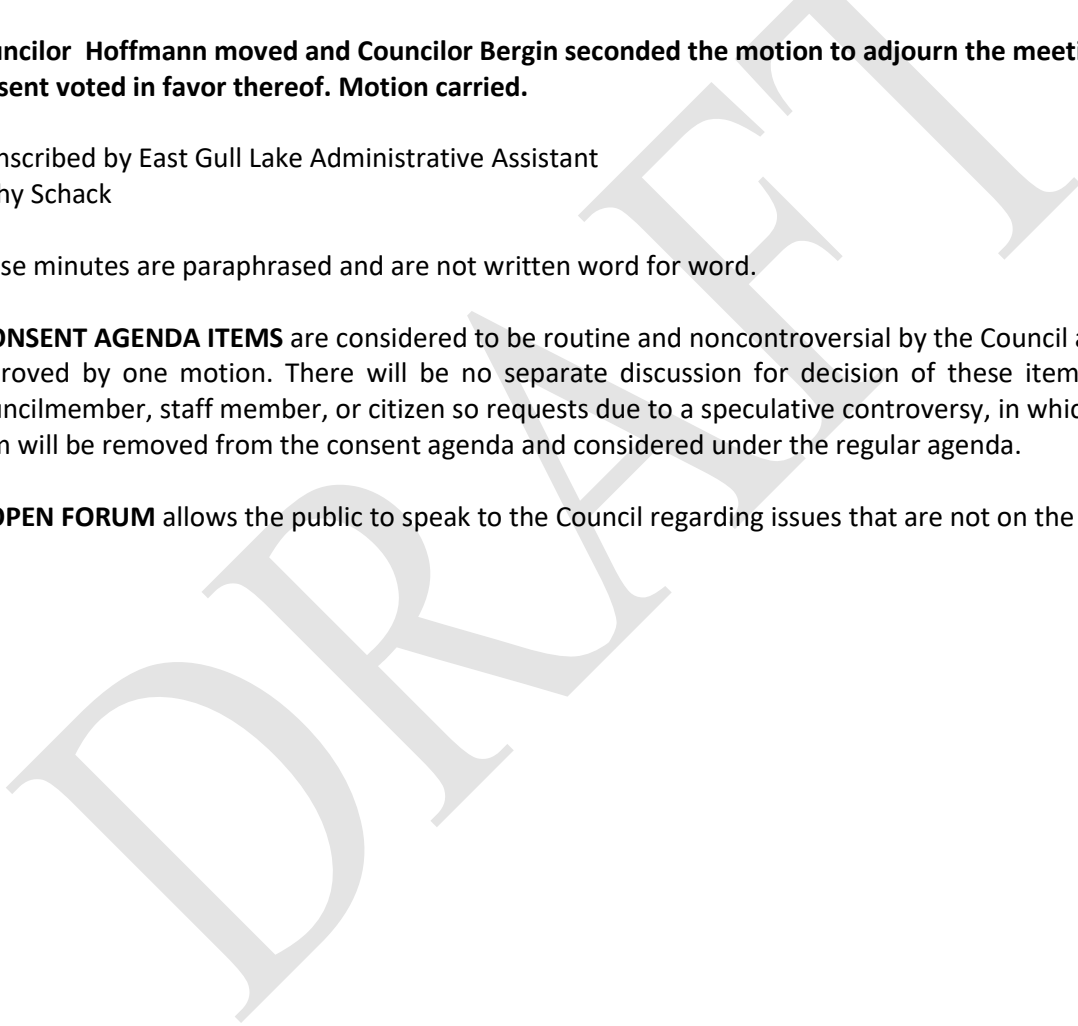 uncilor Hoffmann moved and Councilor Bergin seconded the motion to adjourn the meeti
sent voted in favor thereof. Motion carried.
nscribed by East Gull Lake Administrative Assistant
hy Schack
se minutes are paraphrased and are not written word for word.
ONSENT AGENDA ITEMS are considered to be routine and noncontroversial by the Council a
roved by one motion. There will be no separate discussion for decision of these item
uncilmember, staff member, or citizen so requests due to a speculative controversy, in whic
m will be removed from the consent agenda and considered under the regular agenda.
OPEN FORUM allows the public to speak to the Council regarding issues that are not on the
DRAFT